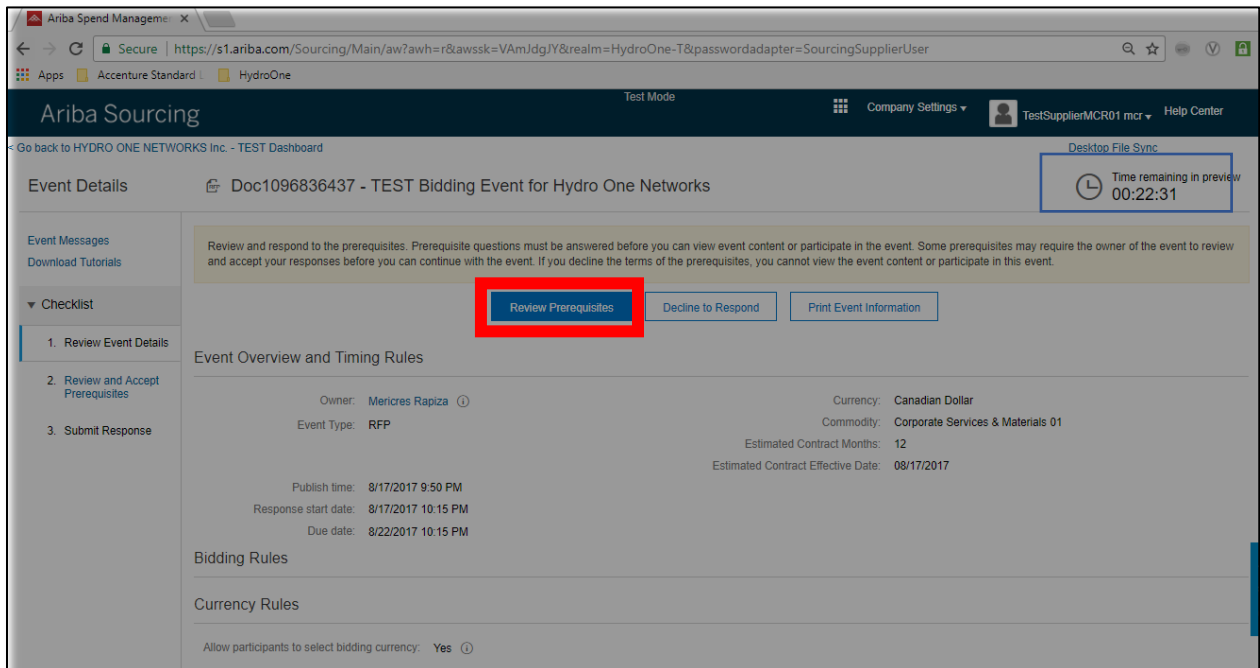 Ariba Spend Managemen
Secure | https://s1.ariba.com/Sourcing/Main/aw?awh=r&awssk=VAmJdgJY&realm=HydroOne-T&passwordadapter=SourcingSupplierUser
Apps Accenture Standard L HydroOne
Ariba Sourcing
Test Mode
Company Settings
TestSupplierMCR01 mcr
Help Center
< Go back to HYDRO ONE NETWORKS Inc. - TEST Dashboard
Desktop File Sync
Event Details
Doc1096836437 - TEST Bidding Event for Hydro One Networks
Time remaining in preview
00:22:31
Event Messages
Download Tutorials
Review and respond to the prerequisites. Prerequisite questions must be answered before you can view event content or participate in the event. Some prerequisites may require the owner of the event to review
and accept your responses before you can continue with the event. If you decline the terms of the prerequisites, you cannot view the event content or participate in this event.
Checklist
Review Prerequisites
Decline to Respond
Print Event Information
1. Review Event Details
2. Review and Accept
Prerequisites
3. Submit Response
Event Overview and Timing Rules
Owner: Mericres Rapiza
Currency: Canadian Dollar
Event Type: RFP
Commodity: Corporate Services & Materials 01
Estimated Contract Months: 12
Estimated Contract Effective Date: 08/17/2017
Publish time: 8/17/2017 9:50 PM
Response start date: 8/17/2017 10:15 PM
Due date: 8/22/2017 10:15 PM
Bidding Rules
Currency Rules
Allow participants to select bidding currency: Yes